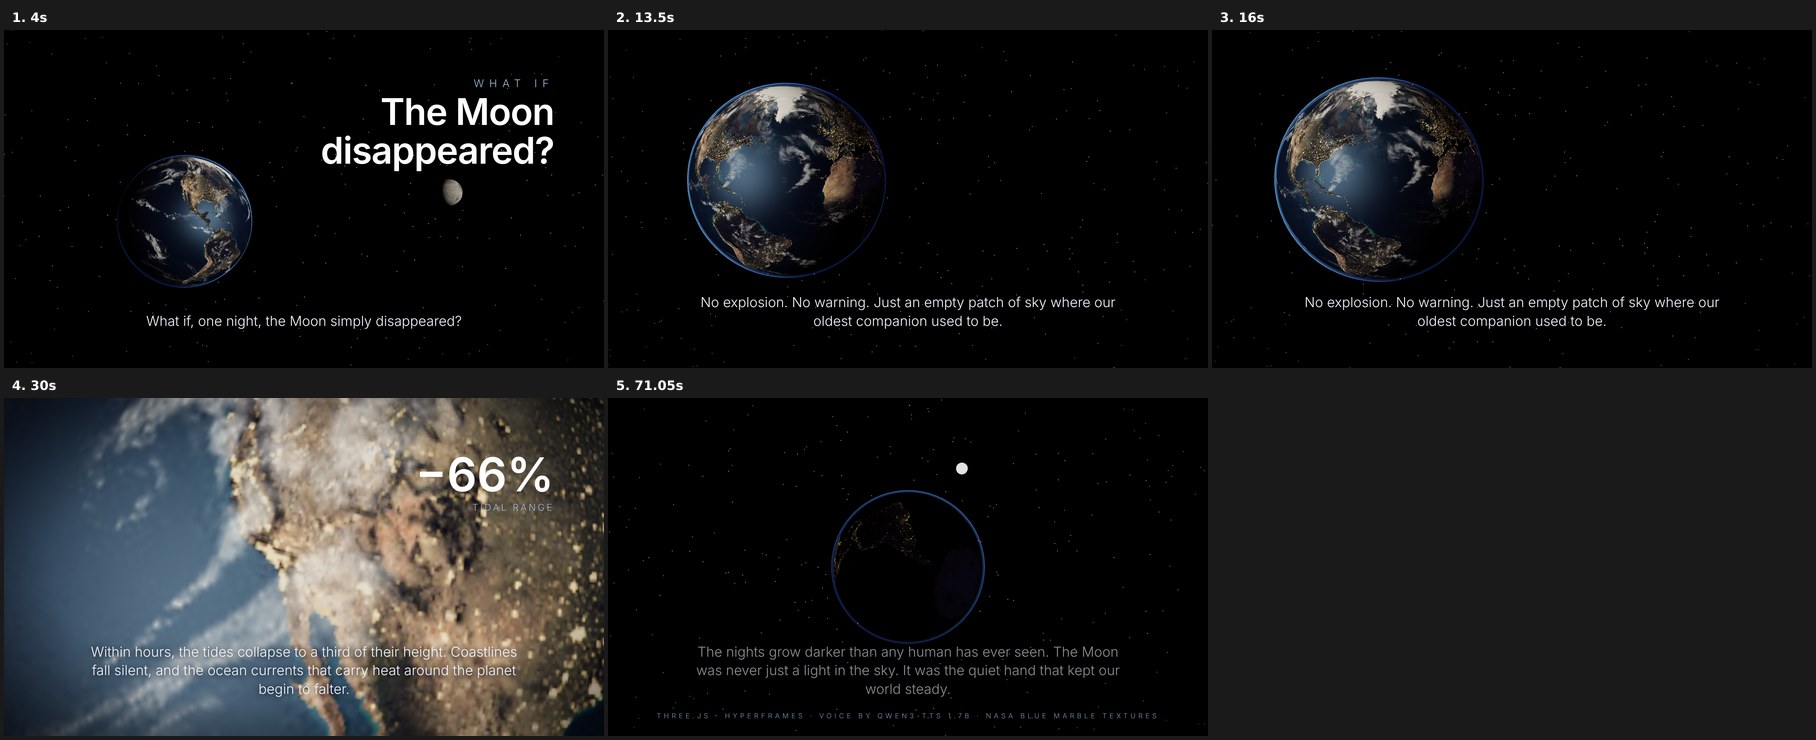 1. 4s
WHAT IF
The Moon
disappeared?
What if, one night, the Moon simply disappeared?
2. 13.5s
No explosion. No warning. Just an empty patch of sky where our
oldest companion used to be.
3. 16s
No explosion. No warning. Just an empty patch of sky where our
oldest companion used to be.
4. 30s
−66%
TIDAL RANGE
Within hours, the tides collapse to a third of their height. Coastlines
fall silent, and the ocean currents that carry heat around the planet
begin to falter.
5. 71.05s
The nights grow darker than any human has ever seen. The Moon
was never just a light in the sky. It was the quiet hand that kept our
world steady.
THREE.JS · HYPERFRAMES · VOICE BY QWEN3-TTS 1.7B · NASA BLUE MARBLE TEXTURES